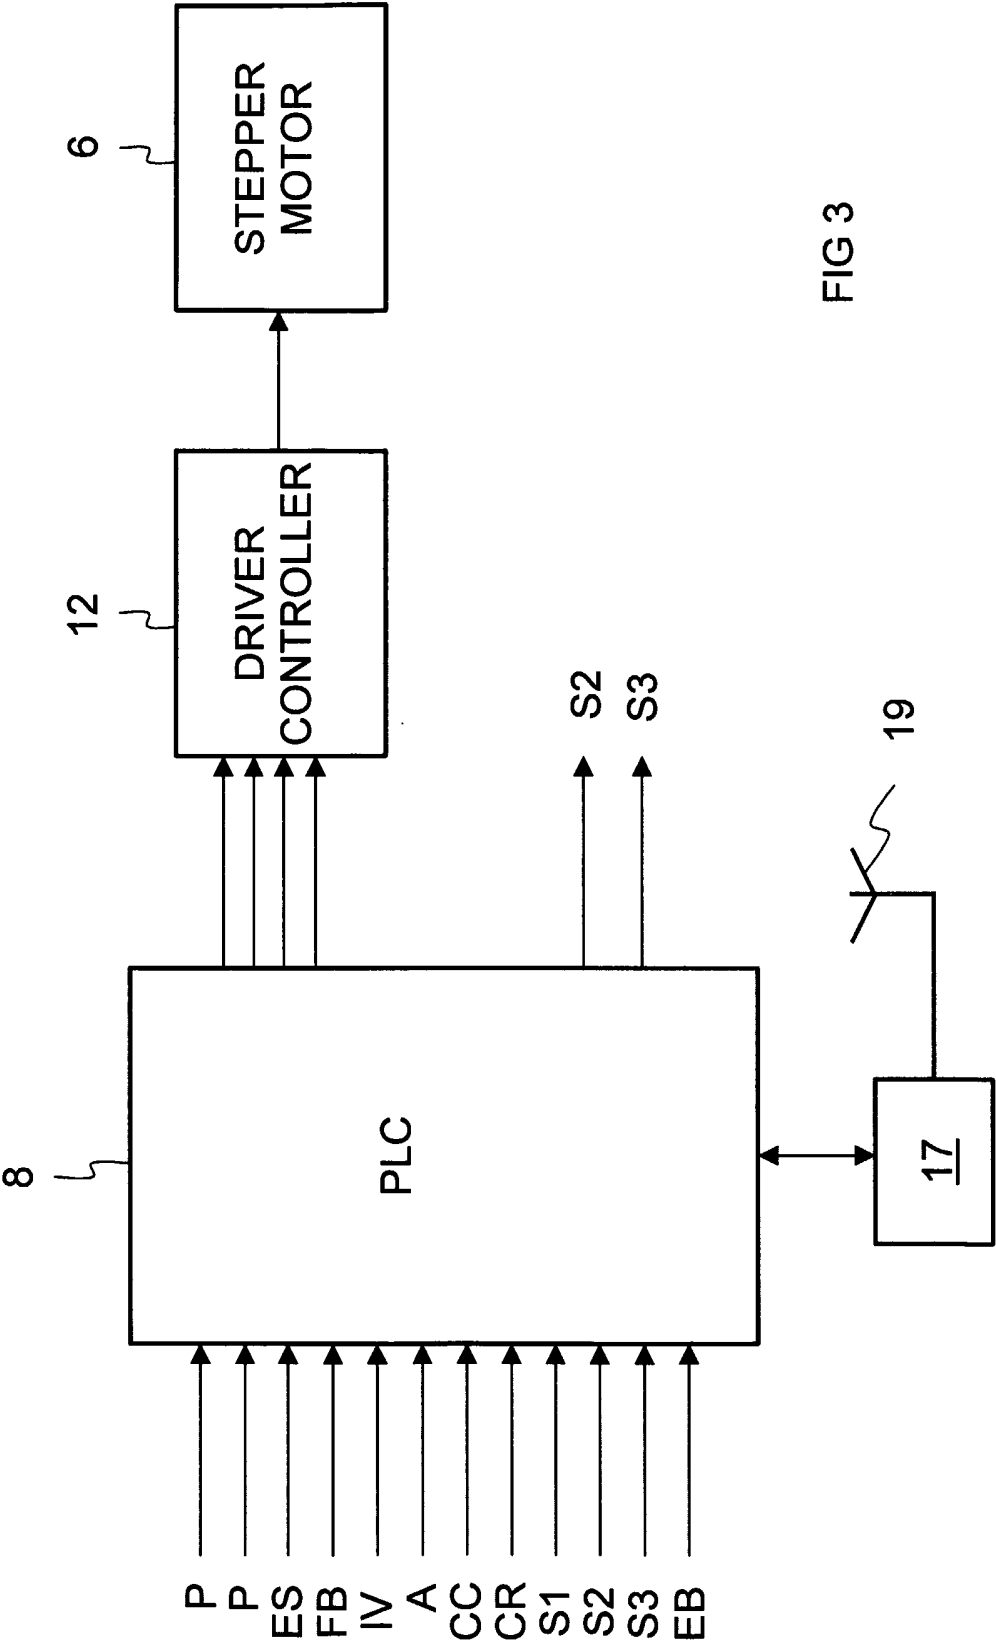 P
P
ES
FB
IV
A
CC
CR
S1
S2
S3
EB
8
PLC
12
DRIVER
CONTROLLER
6
STEPPER
MOTOR
S2
S3
17
19
FIG 3